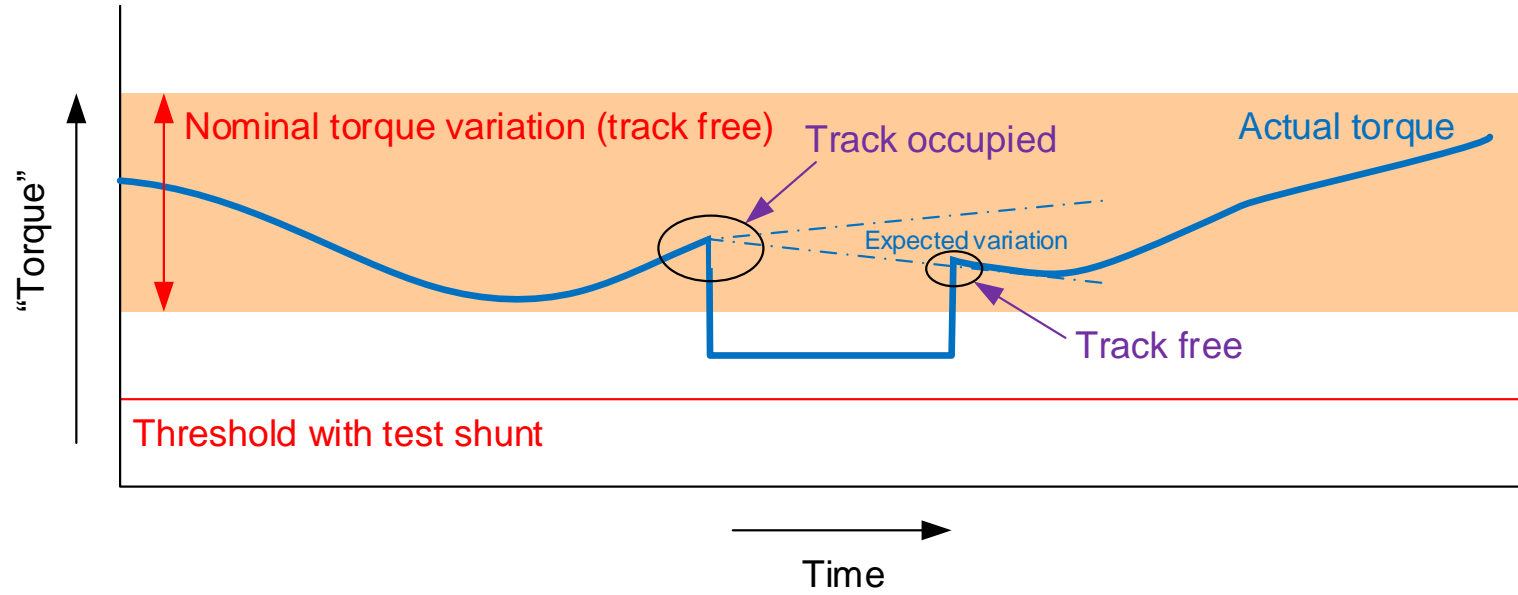 Nominal torque variation (track free)
Track occupied
Actual torque
“Torque”
Expected variation
Track free
Threshold with test shunt
Time